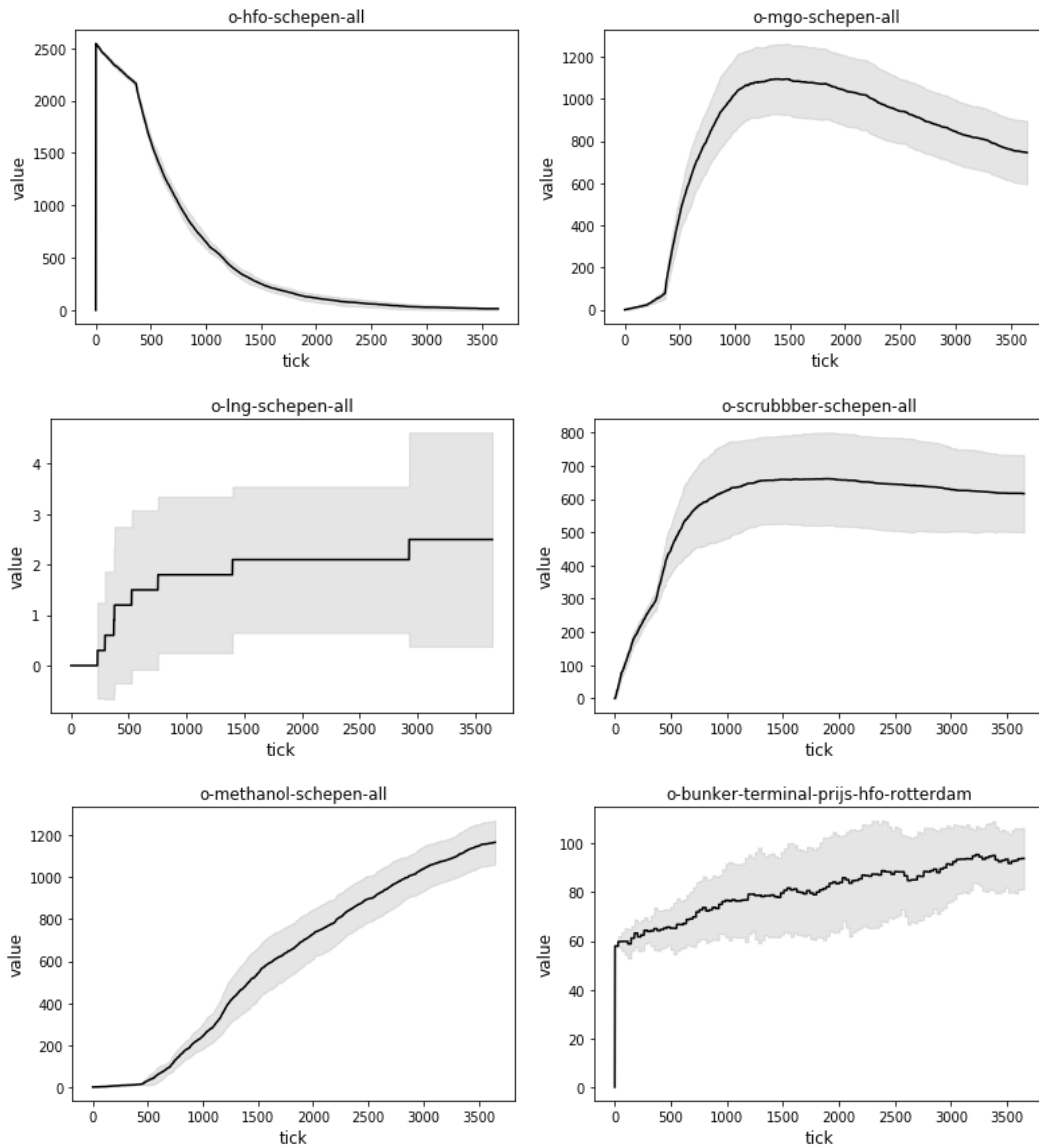 o-hfo-schepen-all
value
2500
2000
1500
1000
500
0
0 500 1000 1500 2000 2500 3000 3500
tick
o-mgo-schepen-all
value
1200
1000
800
600
400
200
0
0 500 1000 1500 2000 2500 3000 3500
tick
o-lng-schepen-all
value
4
3
2
1
0
0 500 1000 1500 2000 2500 3000 3500
tick
o-scrubbber-schepen-all
value
800
700
600
500
400
300
200
100
0
0 500 1000 1500 2000 2500 3000 3500
tick
o-methanol-schepen-all
value
1200
1000
800
600
400
200
0
0 500 1000 1500 2000 2500 3000 3500
tick
o-bunker-terminal-prijs-hfo-rotterdam
value
100
80
60
40
20
0
0 500 1000 1500 2000 2500 3000 3500
tick